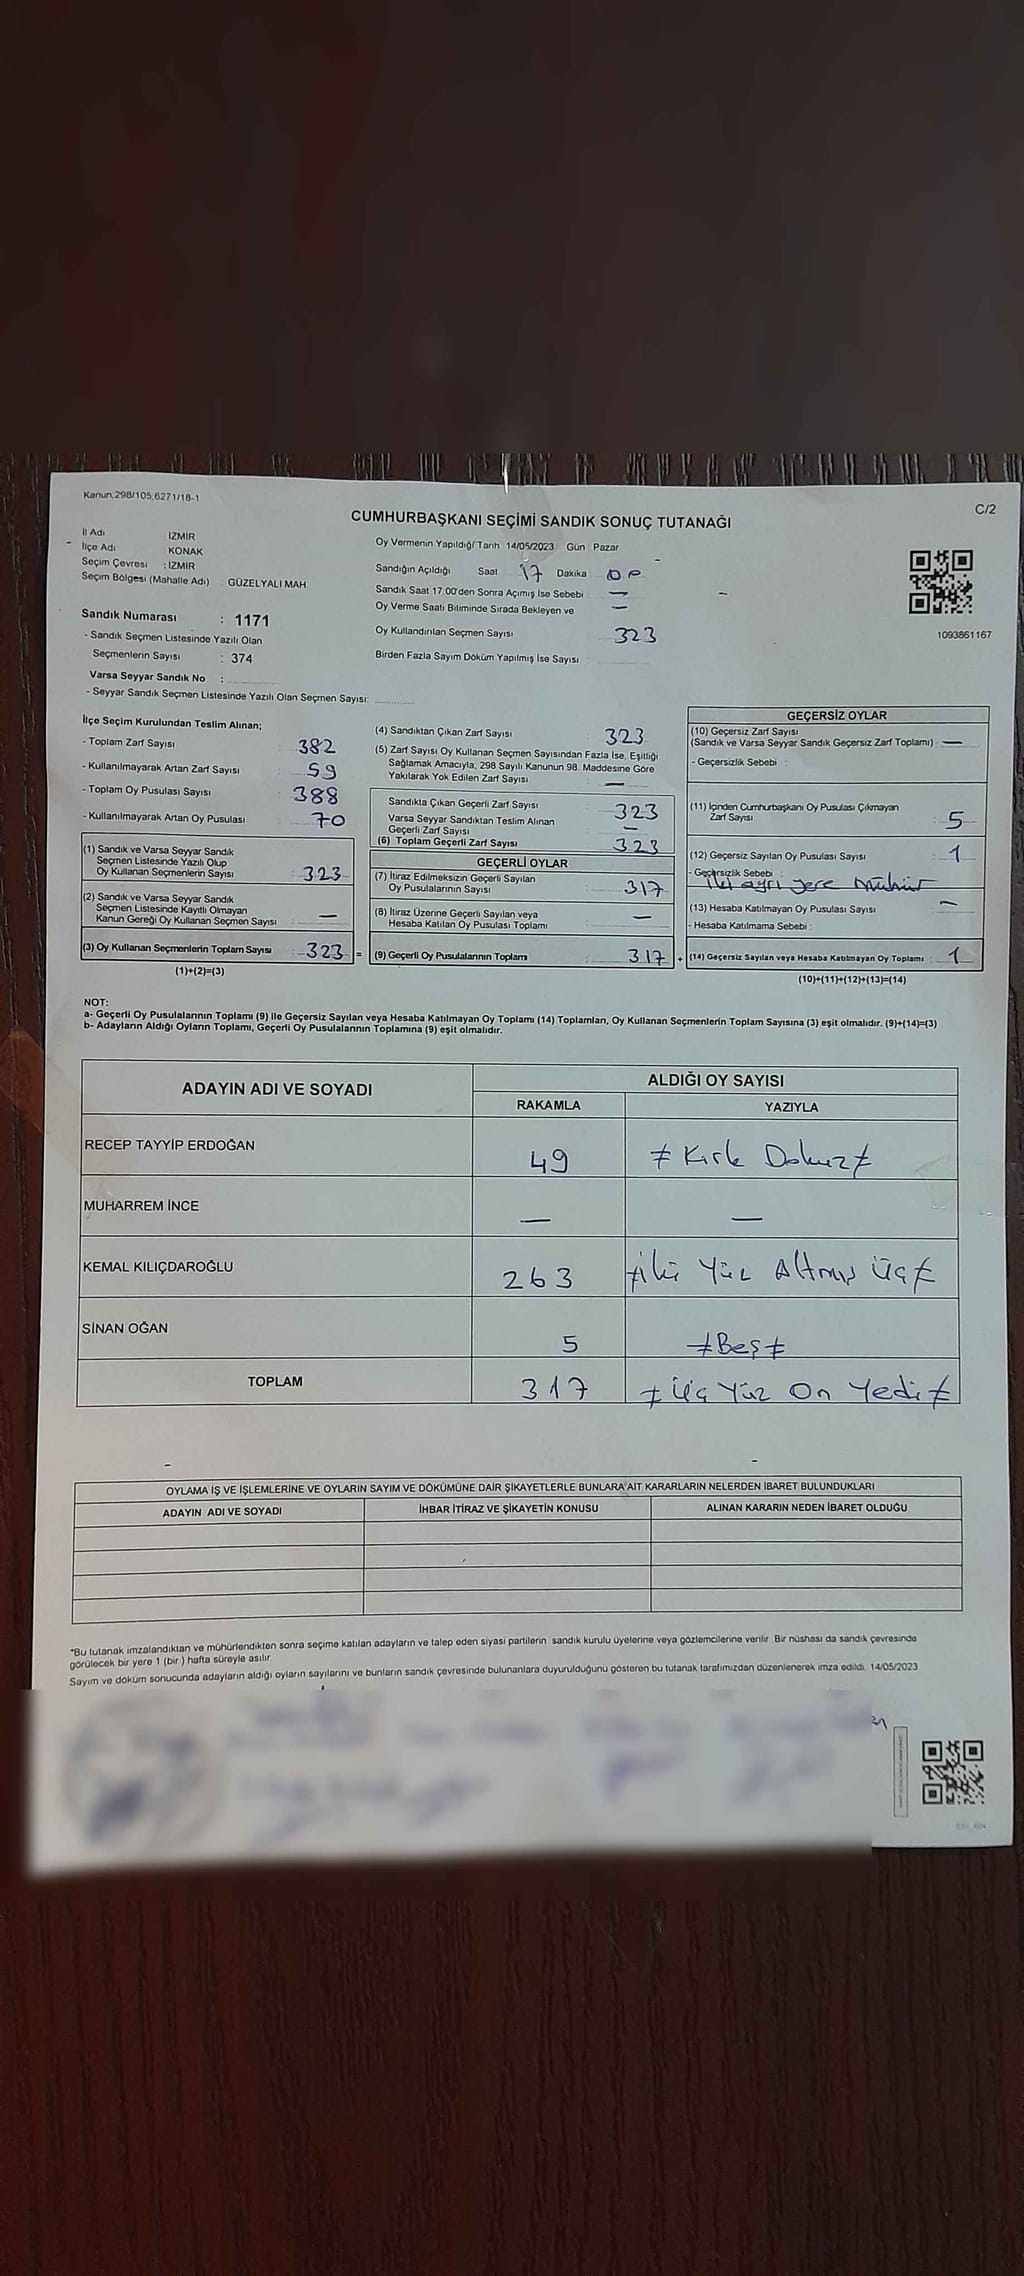 Kanun.298/105,6271/18-1
C/2
CUMHURBAŞKANI SEÇİMİ SANDIK SONUÇ TUTANAĞI
İl Adı İZMİR
İlçe Adı KONAK
Seçim Çevresi : İZMİR
Seçim Bölgesi (Mahalle Adı) GÜZELYALI MAH
Oy Vermenin Yapıldığı Tarih 14/05/2023 Gün : Pazar
Sandığın Açıldığı Saat 17 Dakika
Sandık Saat 17:00'den Sonra Açımış İse Sebebi : —
Oy Verme Saati Bitiminde Sırada Bekleyen ve —
Oy Kullandırılan Seçmen Sayısı 323
Birden Fazla Sayım Döküm Yapılmış İse Sayısı :
1093861167
Sandık Numarası : 1171
- Sandık Seçmen Listesinde Yazılı Olan
Seçmenlerin Sayısı : 374
Varsa Seyyar Sandık No :
- Seyyar Sandık Seçmen Listesinde Yazılı Olan Seçmen Sayısı:
İlçe Seçim Kurulundan Teslim Alınan;
- Toplam Zarf Sayısı : 382
- Kullanılmayarak Artan Zarf Sayısı : 59
- Toplam Oy Pusulası Sayısı : 388
- Kullanılmayarak Artan Oy Pusulası : 70
(1) Sandık ve Varsa Seyyar Sandık
Seçmen Listesinde Yazılı Olup
Oy Kullanan Seçmenlerin Sayısı : 323
(2) Sandık ve Varsa Seyyar Sandık
Seçmen Listesinde Kayıtlı Olmayan
Kanun Gereği Oy Kullanan Seçmen Sayısı : —
(3) Oy Kullanan Seçmenlerin Toplam Sayısı : 323 =
(1)+(2)=(3)
(4) Sandıktan Çıkan Zarf Sayısı : 323
(5) Zarf Sayısı Oy Kullanan Seçmen Sayısından Fazla İse, Eşitliği
Sağlamak Amacıyla, 298 Sayılı Kanunun 98. Maddesine Göre
Yakılarak Yok Edilen Zarf Sayısı : —
Sandıkta Çıkan Geçerli Zarf Sayısı : 323
Varsa Seyyar Sandıktan Teslim Alınan
Geçerli Zarf Sayısı : —
(6) Toplam Geçerli Zarf Sayısı : 323
GEÇERLİ OYLAR
(7) İtiraz Edilmeksizin Geçerli Sayılan
Oy Pusulalarının Sayısı : 317
(8) İtiraz Üzerine Geçerli Sayılan veya
Hesaba Katılan Oy Pusulası Toplamı : —
(9) Geçerli Oy Pusulalarının Toplamı : 317 +
GEÇERSİZ OYLAR
(10) Geçersiz Zarf Sayısı
(Sandık ve Varsa Seyyar Sandık Geçersiz Zarf Toplamı) : —
- Geçersizlik Sebebi :
(11) İçinden Cumhurbaşkanı Oy Pusulası Çıkmayan
Zarf Sayısı : 5
(12) Geçersiz Sayılan Oy Pusulası Sayısı : 1
- Geçersizlik Sebebi :
İki ayrı yere mühür
(13) Hesaba Katılmayan Oy Pusulası Sayısı : —
- Hesaba Katılmama Sebebi :
(14) Geçersiz Sayılan veya Hesaba Katılmayan Oy Toplamı : 1
(10)+(11)+(12)+(13)=(14)
NOT:
a- Geçerli Oy Pusulalarının Toplamı (9) ile Geçersiz Sayılan veya Hesaba Katılmayan Oy Toplamı (14) Toplamları, Oy Kullanan Seçmenlerin Toplam Sayısına (3) eşit olmalıdır. (9)+(14)=(3)
b- Adayların Aldığı Oyların Toplamı, Geçerli Oy Pusulalarının Toplamına (9) eşit olmalıdır.
ADAYIN ADI VE SOYADI
ALDIĞI OY SAYISI
RAKAMLA YAZIYLA
RECEP TAYYİP ERDOĞAN 49 ≠ Kırk Dokuz ≠
MUHARREM İNCE — —
KEMAL KILIÇDAROĞLU 263 ≠ İki Yüz Altmış Üç ≠
SİNAN OĞAN 5 ≠ Beş ≠
TOPLAM 317 ≠ Üç Yüz On Yedi ≠
OYLAMA İŞ VE İŞLEMLERİNE VE OYLARIN SAYIM VE DÖKÜMÜNE DAİR ŞİKAYETLERLE BUNLARA AİT KARARLARIN NELERDEN İBARET BULUNDUKLARI
ADAYIN ADI VE SOYADI İHBAR İTİRAZ VE ŞİKAYETİN KONUSU ALINAN KARARIN NEDEN İBARET OLDUĞU
*Bu tutanak imzalandıktan ve mühürlendikten sonra seçime katılan adayların ve talep eden siyasi partilerin sandık kurulu üyelerine veya gözlemcilerine verilir. Bir nüshası da sandık çevresinde
görülecek bir yere 1 (bir ) hafta süreyle asılır.
Sayım ve döküm sonucunda adayların aldığı oyların sayılarını ve bunların sandık çevresinde bulunanlara duyurulduğunu gösteren bu tutanak tarafımızdan düzenlenerek imza edildi. 14/05/2023